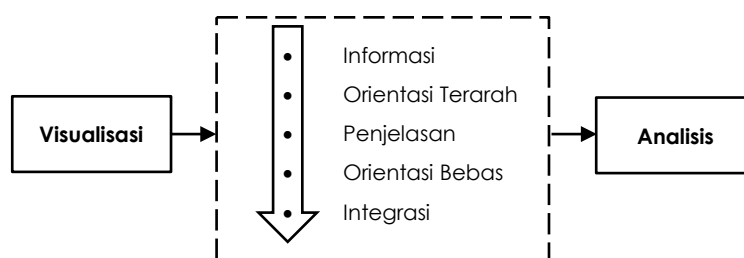 Visualisasi
• Informasi
• Orientasi Terarah
• Penjelasan
• Orientasi Bebas
• Integrasi
Analisis